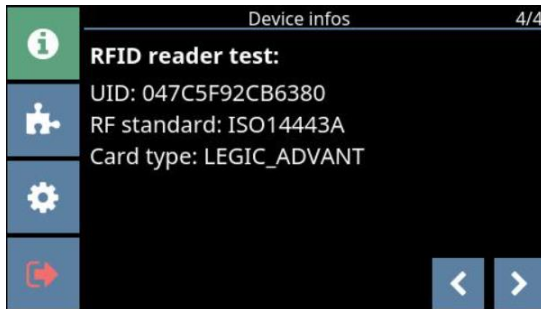 Device infos 4/4
RFID reader test:
UID: 047C5F92CB6380
RF standard: ISO14443A
Card type: LEGIC_ADVANT